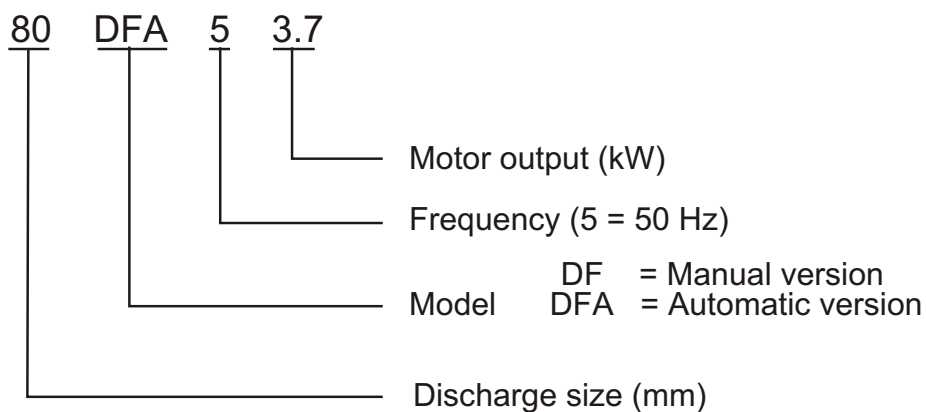 80 DFA 5 3.7
Motor output (kW)
Frequency (5 = 50 Hz)
DF = Manual version
Model DFA = Automatic version
Discharge size (mm)